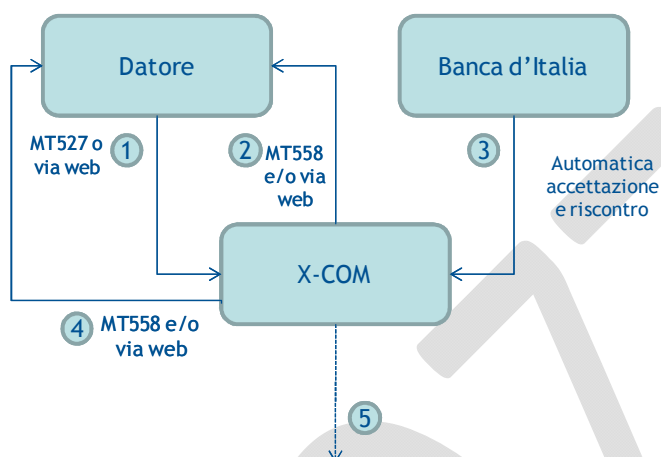 Datore
Banca d'Italia
MT527 o
via web
1
2
MT558
e/o via
web
3
Automatica
accettazione
e riscontro
X-COM
4
MT558 e/o
via web
5